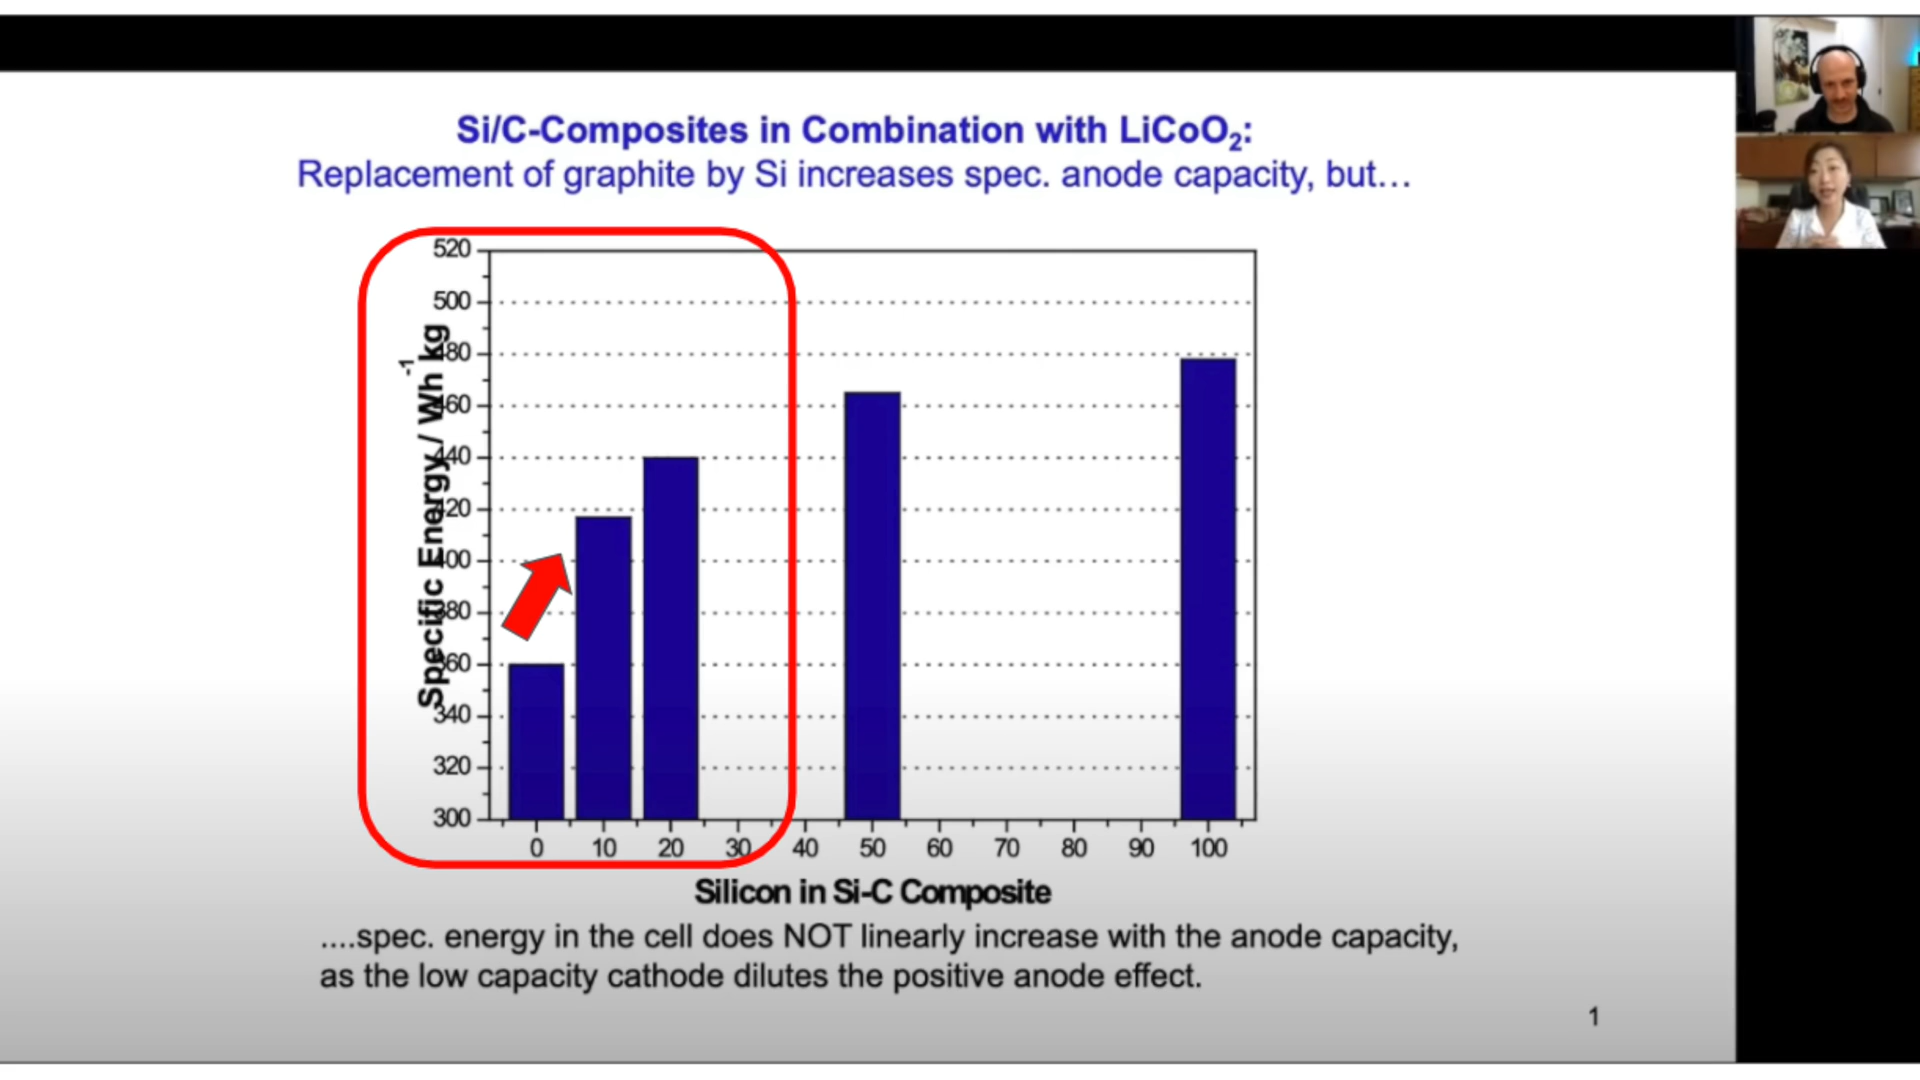 Si/C-Composites in Combination with LiCoO₂:
Replacement of graphite by Si increases spec. anode capacity, but…
Specific Energy / Wh kg⁻¹
520
500
480
460
440
420
400
380
360
340
320
300
0 10 20 30 40 50 60 70 80 90 100
Silicon in Si-C Composite
....spec. energy in the cell does NOT linearly increase with the anode capacity,
as the low capacity cathode dilutes the positive anode effect.
1